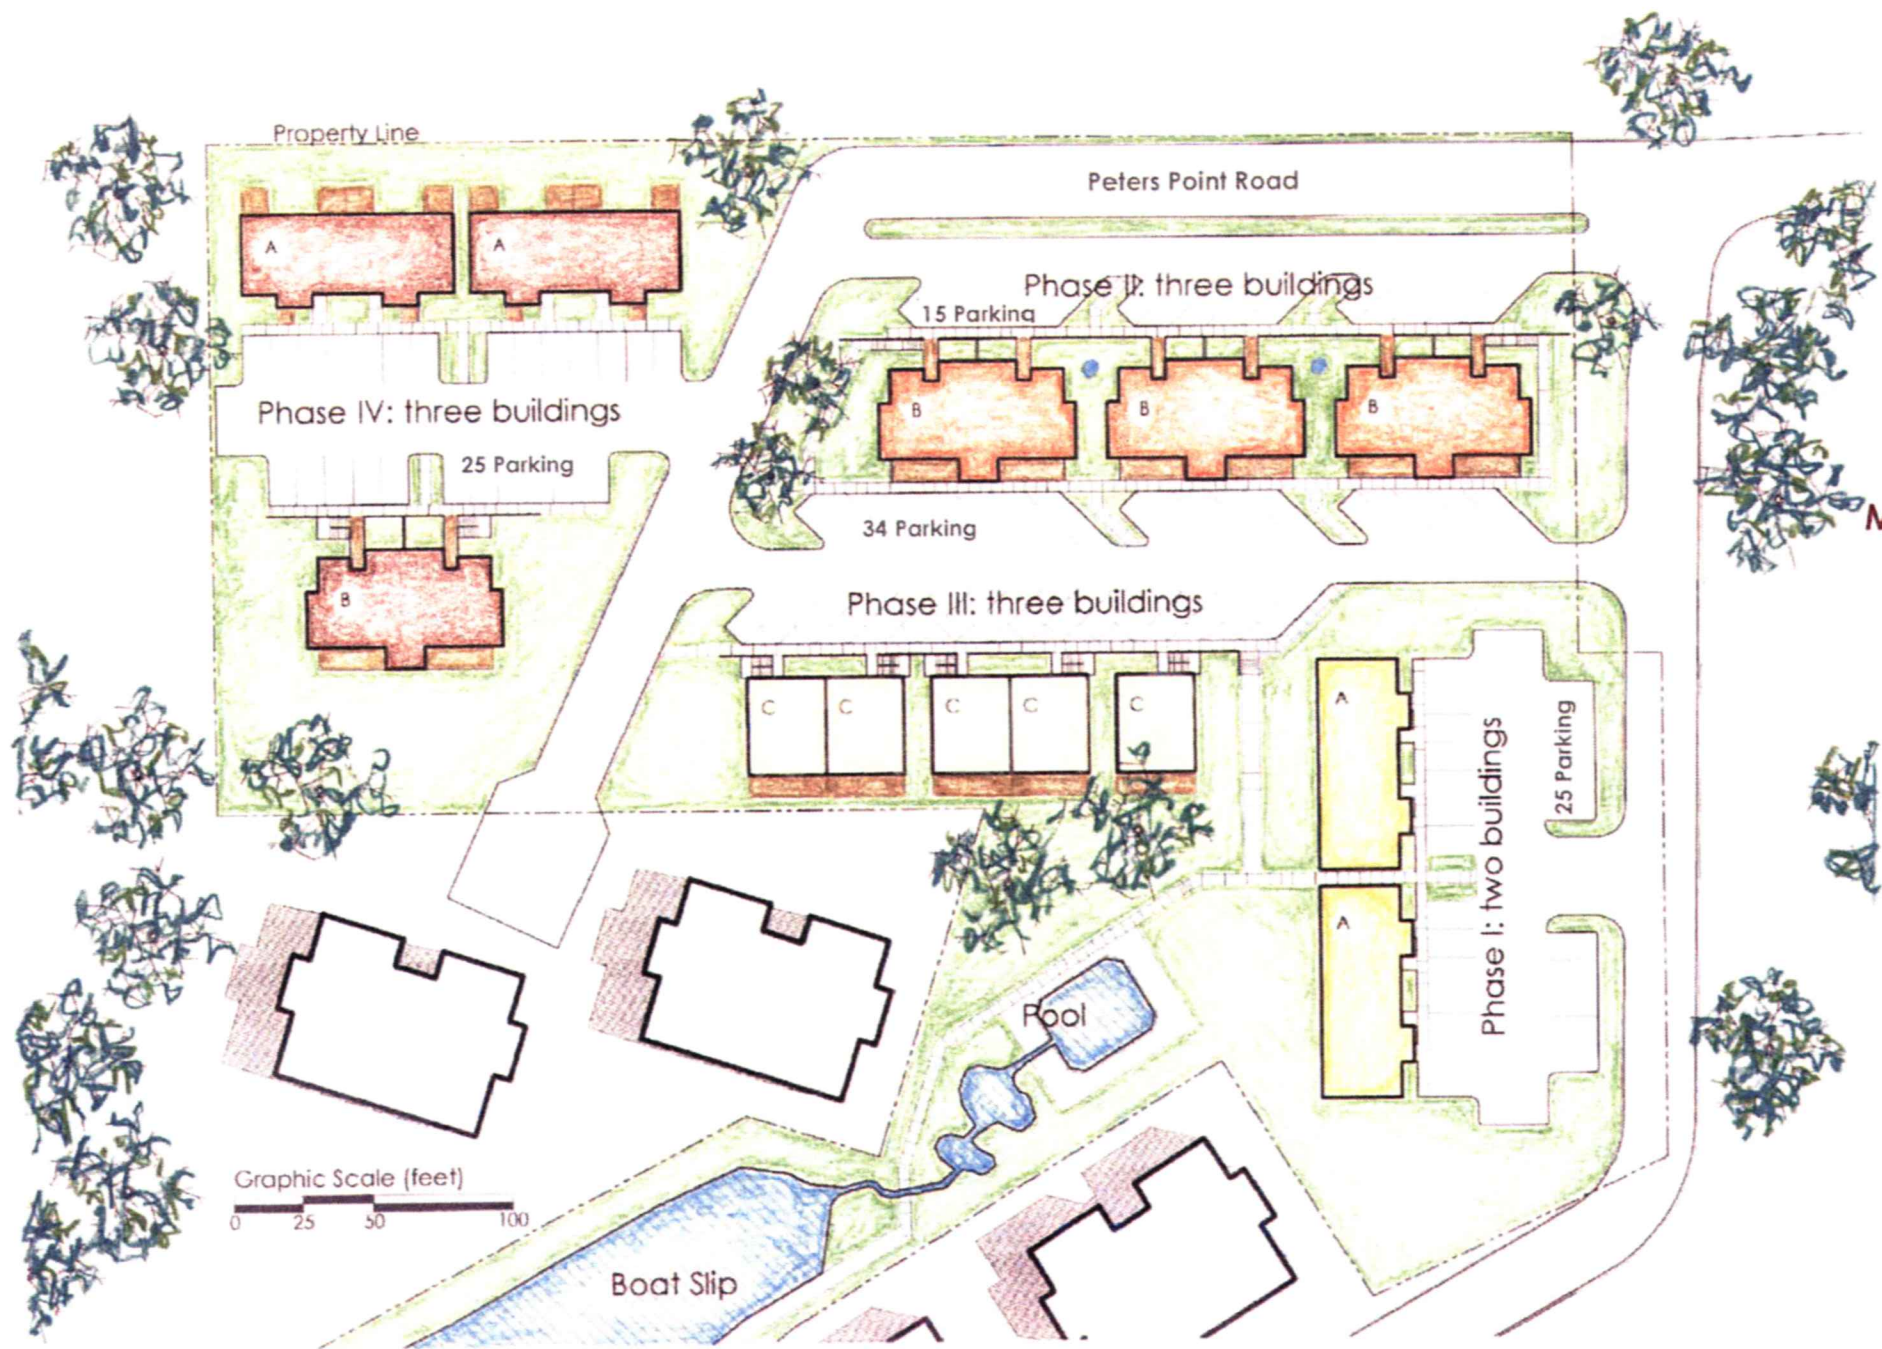 Property Line
Peters Point Road
A
A
Phase II: three buildings
15 Parking
Phase IV: three buildings
B
B
B
25 Parking
34 Parking
B
Phase III: three buildings
C
C
C
C
C
A
25 Parking
Phase I: two buildings
A
Pool
Graphic Scale (feet)
0 25 50 100
Boat Slip
M